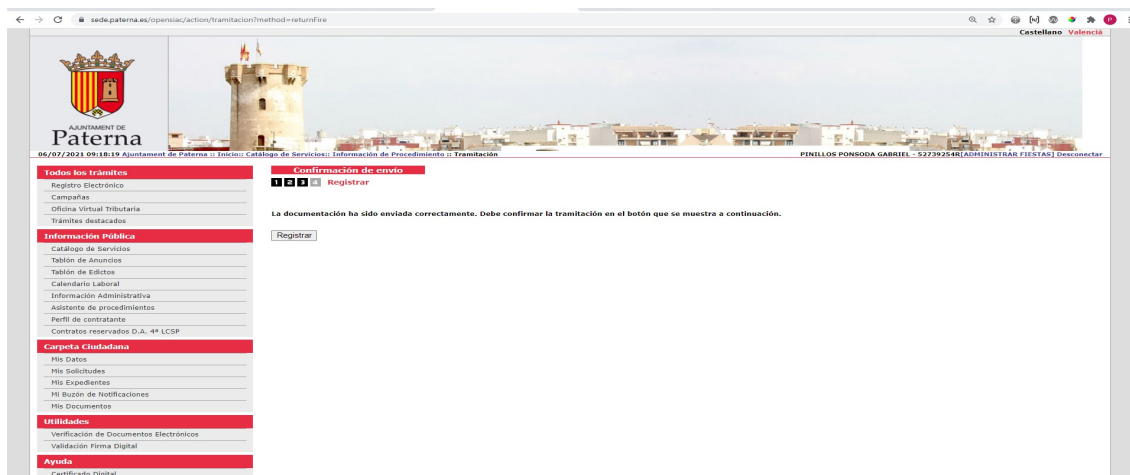 sede.paterna.es/opensiac/action/tramitacion?method=returnFire
Castellano Valencià
AJUNTAMENT DE
Paterna
06/07/2021 09:18:19 Ajuntament de Paterna :: Inicio:: Catálogo de Servicios:: Información de Procedimiento :: Tramitación
PINILLOS PONSODA GABRIEL - 52739254R[ADMINISTRAR FIESTAS] Desconectar
Todos los trámites
Registro Electrónico
Campañas
Oficina Virtual Tributaria
Trámites destacados
Información Pública
Catálogo de Servicios
Tablón de Anuncios
Tablón de Edictos
Calendario Laboral
Información Administrativa
Asistente de procedimientos
Perfil de contratante
Contratos reservados D.A. 4ª LCSP
Carpeta Ciudadana
Mis Datos
Mis Solicitudes
Mis Expedientes
Mi Buzón de Notificaciones
Mis Documentos
Utilidades
Verificación de Documentos Electrónicos
Validación Firma Digital
Ayuda
Certificado Digital
Confirmación de envío
1 2 3 4 Registrar
La documentación ha sido enviada correctamente. Debe confirmar la tramitación en el botón que se muestra a continuación.
Registrar